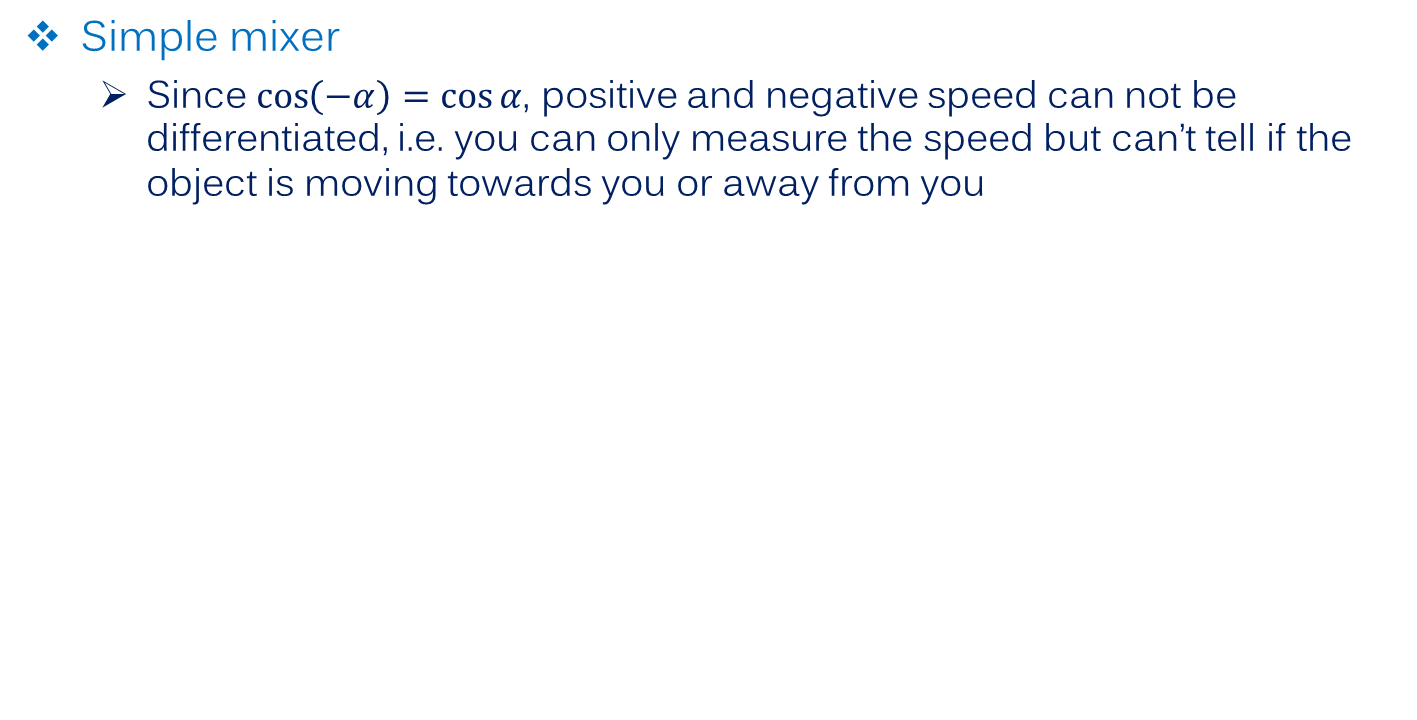 Simple mixer
Since cos(−α) = cos α, positive and negative speed can not be
differentiated, i.e. you can only measure the speed but can’t tell if the
object is moving towards you or away from you